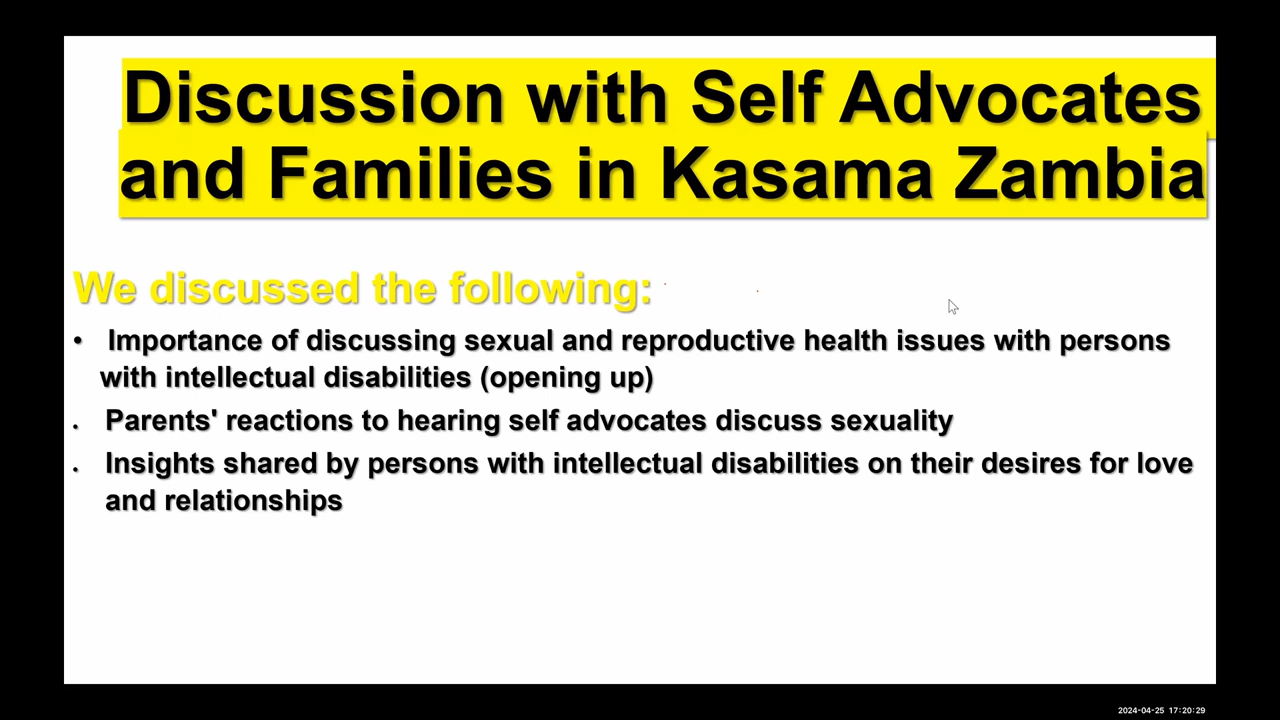 Discussion with Self Advocates
and Families in Kasama Zambia
We discussed the following:
• Importance of discussing sexual and reproductive health issues with persons
with intellectual disabilities (opening up)
• Parents' reactions to hearing self advocates discuss sexuality
• Insights shared by persons with intellectual disabilities on their desires for love
and relationships
2024-04-25 17:20:29